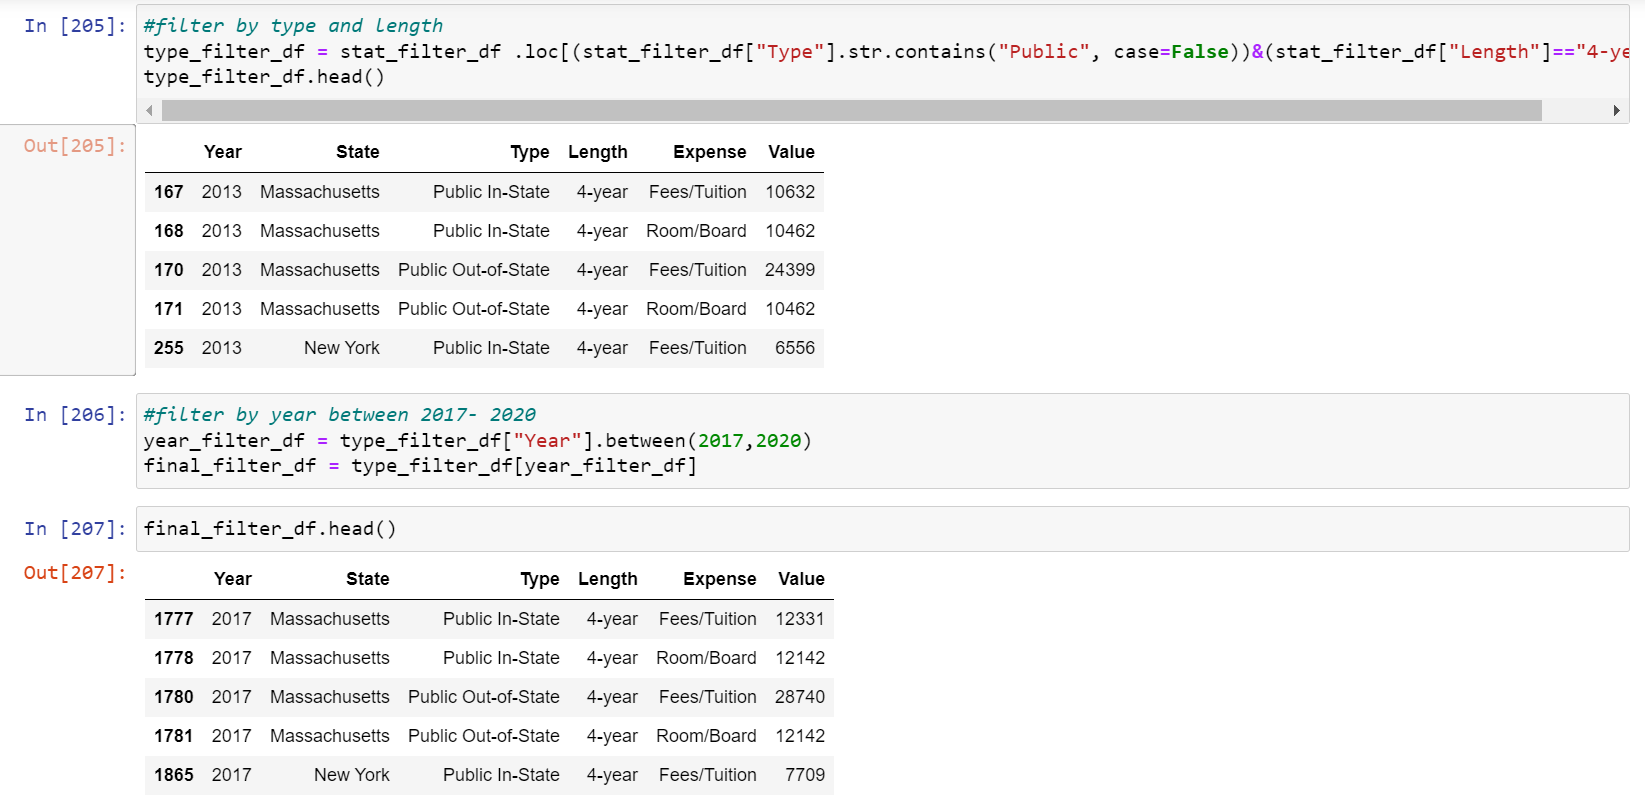 In [205]: #filter by type and length
type_filter_df = stat_filter_df .loc[(stat_filter_df["Type"].str.contains("Public", case=False))&(stat_filter_df["Length"]=="4-ye
type_filter_df.head()
Out[205]:
Year State Type Length Expense Value
167 2013 Massachusetts Public In-State 4-year Fees/Tuition 10632
168 2013 Massachusetts Public In-State 4-year Room/Board 10462
170 2013 Massachusetts Public Out-of-State 4-year Fees/Tuition 24399
171 2013 Massachusetts Public Out-of-State 4-year Room/Board 10462
255 2013 New York Public In-State 4-year Fees/Tuition 6556
In [206]: #filter by year between 2017- 2020
year_filter_df = type_filter_df["Year"].between(2017,2020)
final_filter_df = type_filter_df[year_filter_df]
In [207]: final_filter_df.head()
Out[207]:
Year State Type Length Expense Value
1777 2017 Massachusetts Public In-State 4-year Fees/Tuition 12331
1778 2017 Massachusetts Public In-State 4-year Room/Board 12142
1780 2017 Massachusetts Public Out-of-State 4-year Fees/Tuition 28740
1781 2017 Massachusetts Public Out-of-State 4-year Room/Board 12142
1865 2017 New York Public In-State 4-year Fees/Tuition 7709